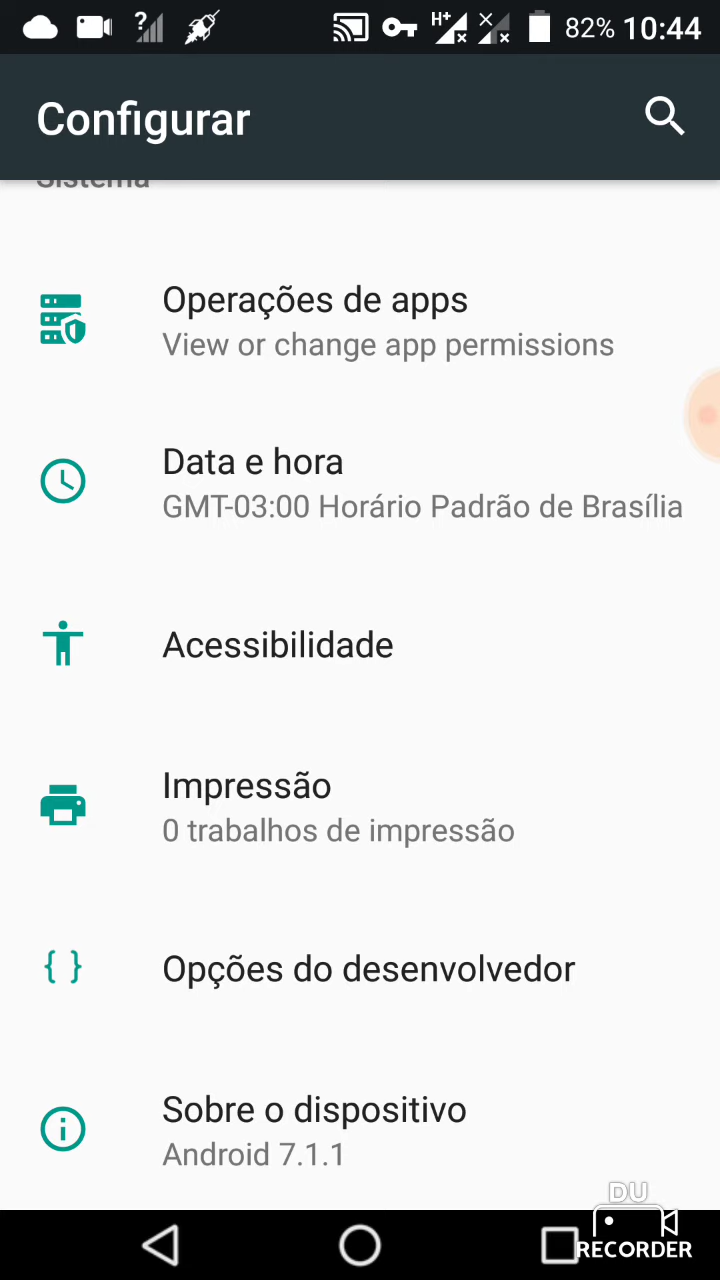 ? H+ 82% 10:44
Configurar
Sistema
Operações de apps
View or change app permissions
Data e hora
GMT-03:00 Horário Padrão de Brasília
Acessibilidade
Impressão
0 trabalhos de impressão
{ } Opções do desenvolvedor
Sobre o dispositivo
Android 7.1.1
DU
RECORDER